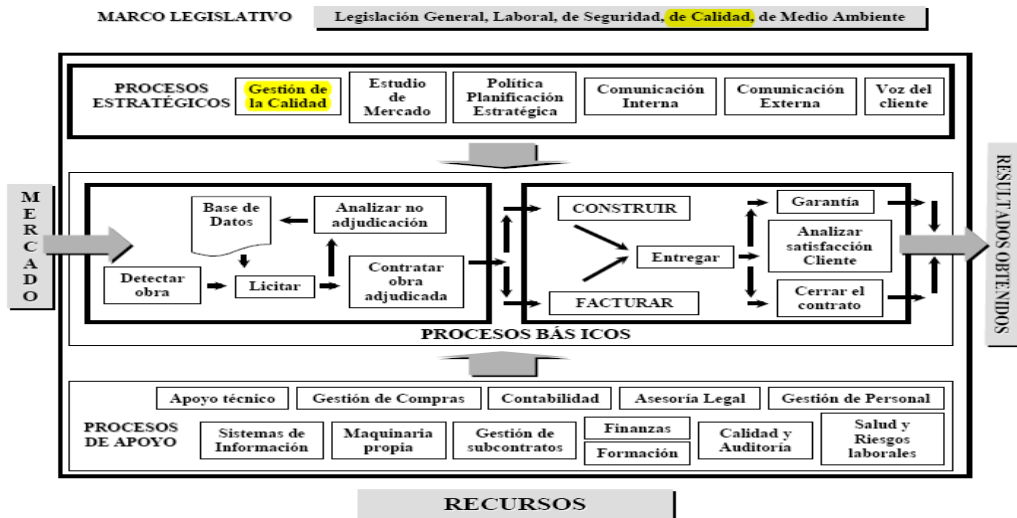 MARCO LEGISLATIVO
Legislación General, Laboral, de Seguridad, de Calidad, de Medio Ambiente
PROCESOS
ESTRATÉGICOS
Gestión de
la Calidad
Estudio
de
Mercado
Política
Planificación
Estratégica
Comunicación
Interna
Comunicación
Externa
Voz del
cliente
MERCADO
Base de
Datos
Analizar no
adjudicación
Detectar
obra
Licitar
Contratar
obra
adjudicada
CONSTRUIR
FACTURAR
Entregar
Garantía
Analizar
satisfacción
Cliente
Cerrar el
contrato
RESULTADOS OBTENIDOS
PROCESOS BÁS ICOS
Apoyo técnico
Gestión de Compras
Contabilidad
Asesoría Legal
Gestión de Personal
PROCESOS
DE APOYO
Sistemas de
Información
Maquinaria
propia
Gestión de
subcontratos
Finanzas
Formación
Calidad y
Auditoría
Salud y
Riesgos
laborales
RECURSOS